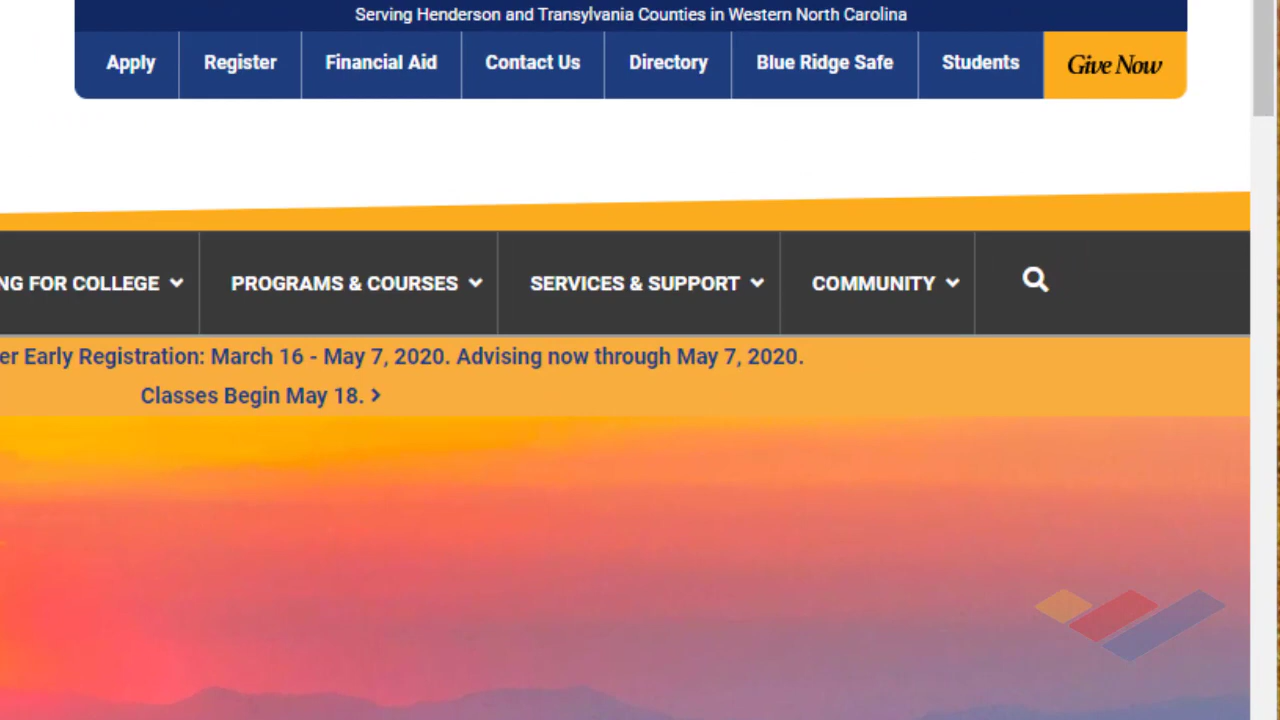 Serving Henderson and Transylvania Counties in Western North Carolina
Apply Register Financial Aid Contact Us Directory Blue Ridge Safe Students Give Now
NG FOR COLLEGE PROGRAMS & COURSES SERVICES & SUPPORT COMMUNITY
er Early Registration: March 16 - May 7, 2020. Advising now through May 7, 2020.
Classes Begin May 18. >